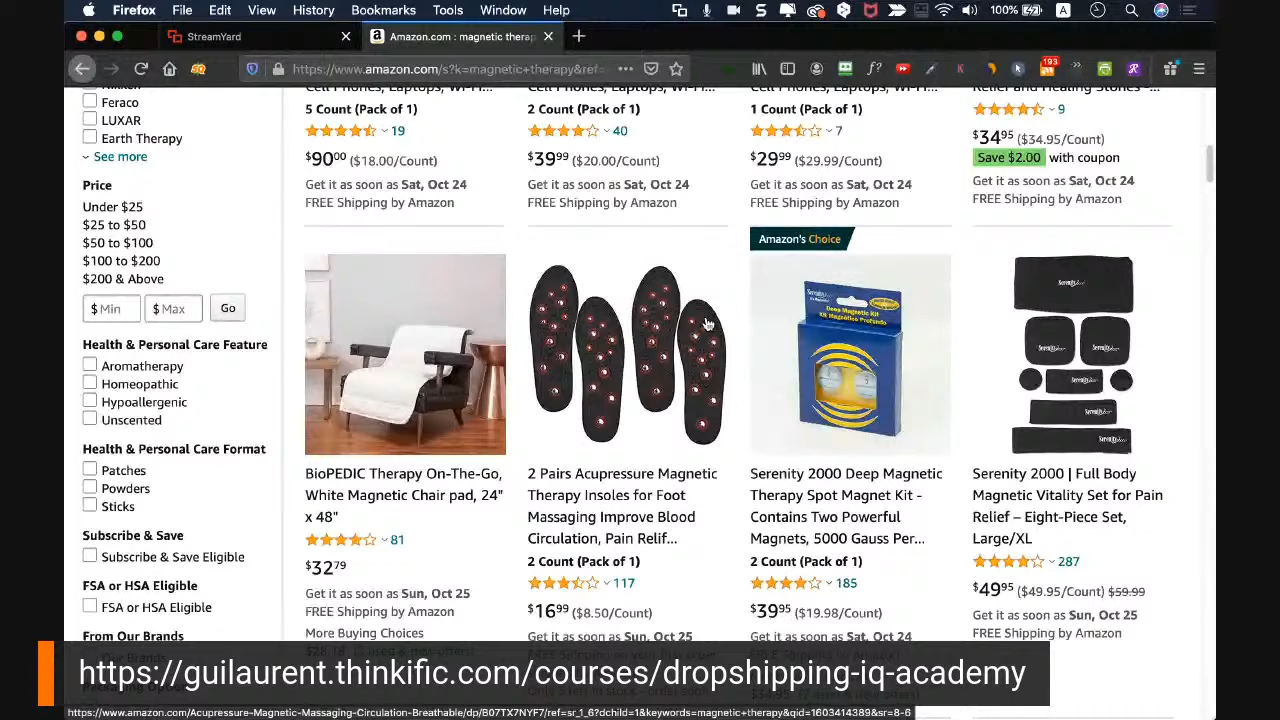 Firefox File Edit View History Bookmarks Tools Window Help 100%
StreamYard
Amazon.com : magnetic therap
https://www.amazon.com/s?k=magnetic+therapy&ref=
193
Feraco
LUXAR
Earth Therapy
See more
Price
Under $25
$25 to $50
$50 to $100
$100 to $200
$200 & Above
$ Min $ Max Go
Health & Personal Care Feature
Aromatherapy
Homeopathic
Hypoallergenic
Unscented
Health & Personal Care Format
Patches
Powders
Sticks
Subscribe & Save
Subscribe & Save Eligible
FSA or HSA Eligible
FSA or HSA Eligible
From Our Brands
Cell Phones, Laptops, Wi-Fi...
5 Count (Pack of 1)
19
$9000 ($18.00/Count)
Get it as soon as Sat, Oct 24
FREE Shipping by Amazon
Cell Phones, Laptops, Wi-Fi...
2 Count (Pack of 1)
40
$3999 ($20.00/Count)
Get it as soon as Sat, Oct 24
FREE Shipping by Amazon
Cell Phones, Laptops, Wi-Fi...
1 Count (Pack of 1)
7
$2999 ($29.99/Count)
Get it as soon as Sat, Oct 24
FREE Shipping by Amazon
Relief and Healing Stones -...
9
$3495 ($34.95/Count)
Save $2.00 with coupon
Get it as soon as Sat, Oct 24
FREE Shipping by Amazon
BioPEDIC Therapy On-The-Go,
White Magnetic Chair pad, 24"
x 48"
81
$3279
Get it as soon as Sun, Oct 25
FREE Shipping by Amazon
More Buying Choices
2 Pairs Acupressure Magnetic
Therapy Insoles for Foot
Massaging Improve Blood
Circulation, Pain Relif...
2 Count (Pack of 1)
117
$1699 ($8.50/Count)
Get it as soon as Sun, Oct 25
Amazon's Choice
Serenity 2000 Deep Magnetic
Therapy Spot Magnet Kit -
Contains Two Powerful
Magnets, 5000 Gauss Per...
2 Count (Pack of 1)
185
$3995 ($19.98/Count)
Get it as soon as Sat, Oct 24
Serenity 2000 | Full Body
Magnetic Vitality Set for Pain
Relief – Eight-Piece Set,
Large/XL
287
$4995 ($49.95/Count) $59.99
Get it as soon as Sun, Oct 25
FREE Shipping by Amazon
https://guilaurent.thinkific.com/courses/dropshipping-iq-academy
https://www.amazon.com/Acupressure-Magnetic-Massaging-Circulation-Breathable/dp/B07TX7NYF7/ref=sr_1_6?dchild=1&keywords=magnetic+therapy&qid=1603414389&sr=8-6